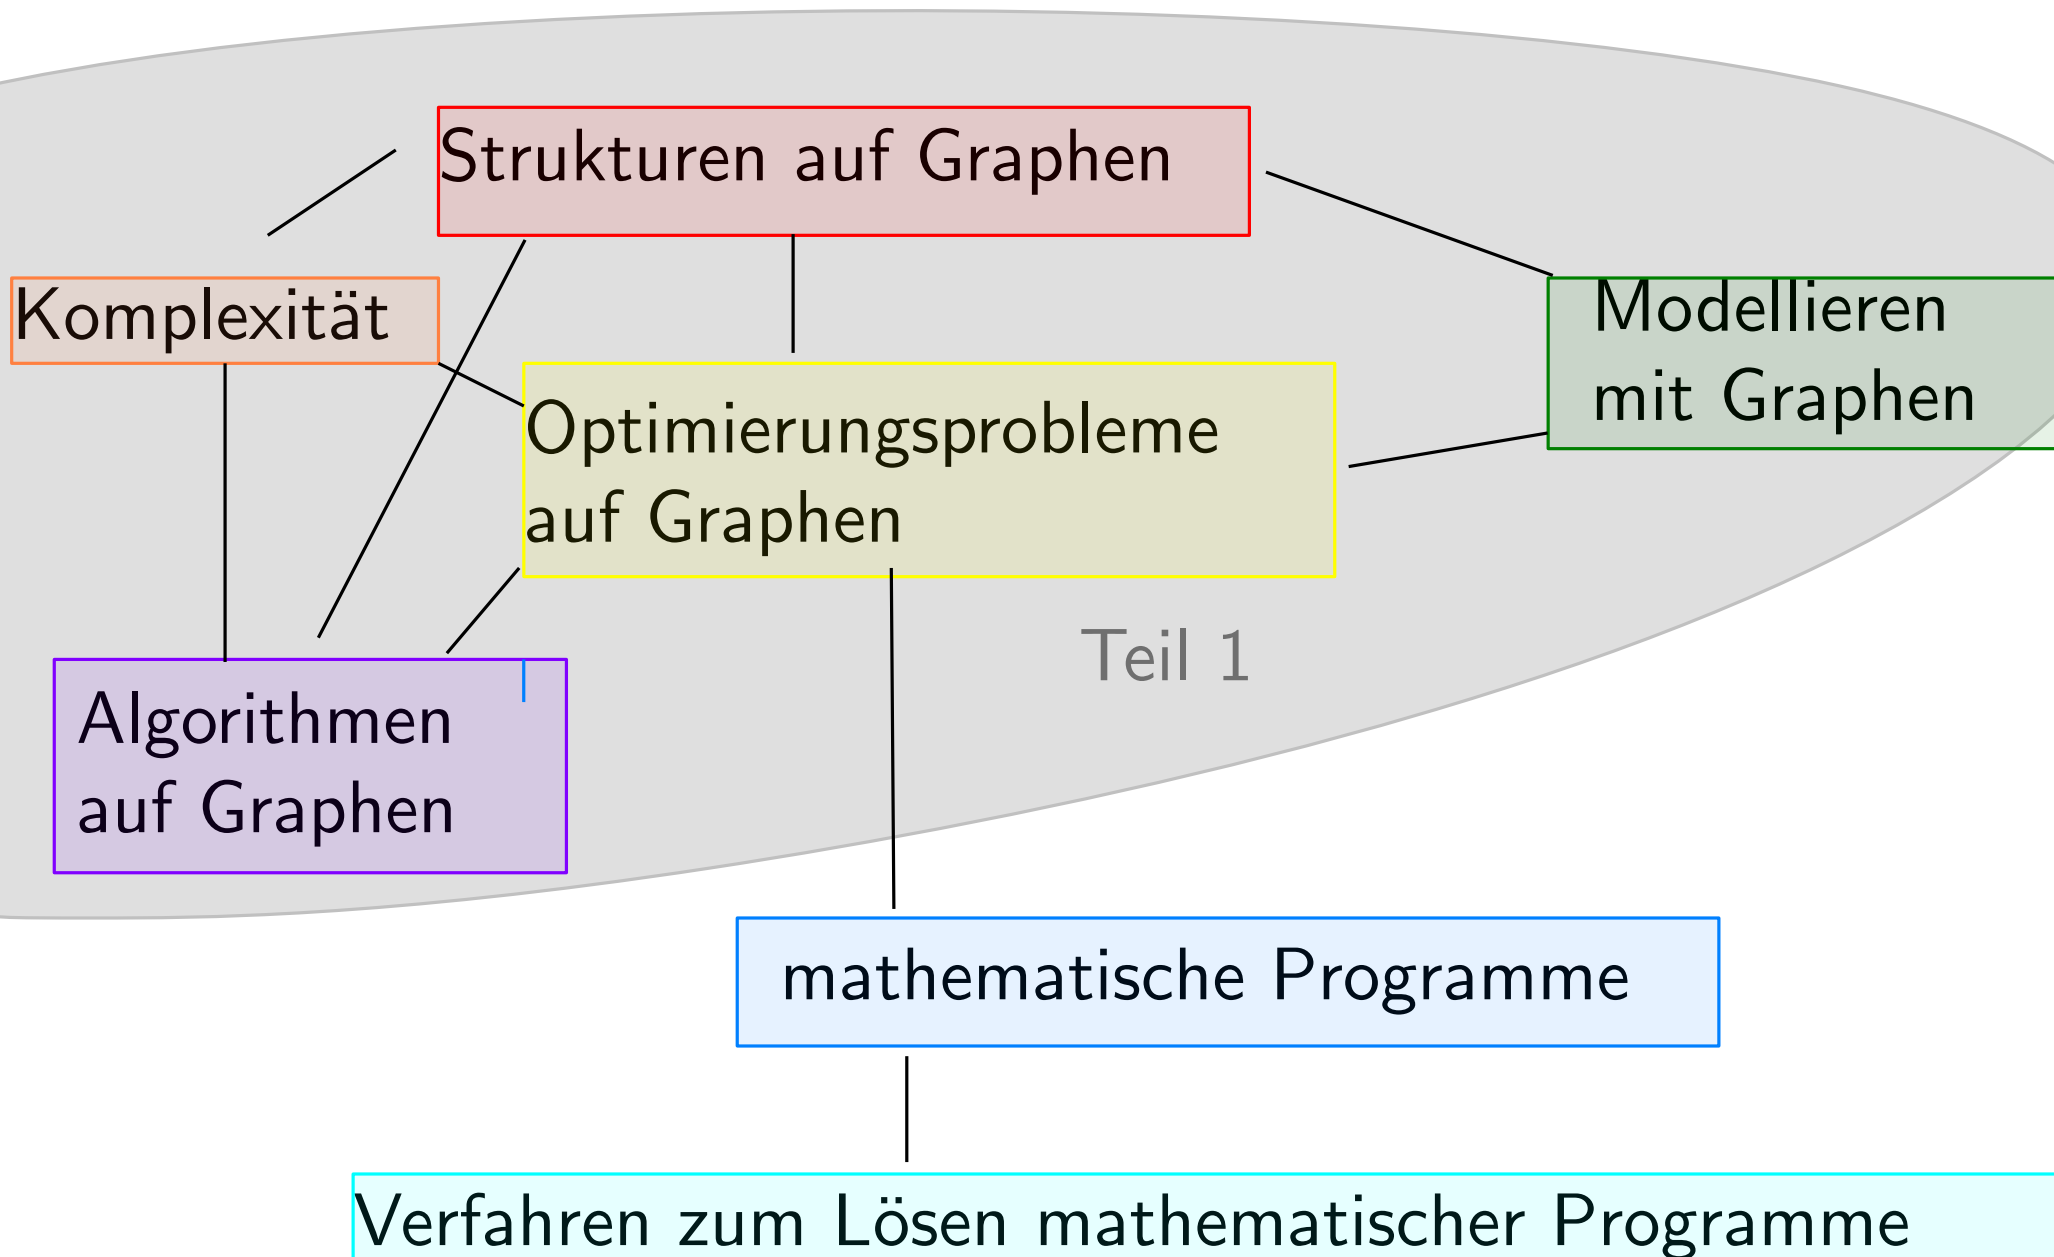 Strukturen auf Graphen
Komplexität
Modellieren
mit Graphen
Optimierungsprobleme
auf Graphen
Teil 1
Algorithmen
auf Graphen
mathematische Programme
Verfahren zum Lösen mathematischer Programme